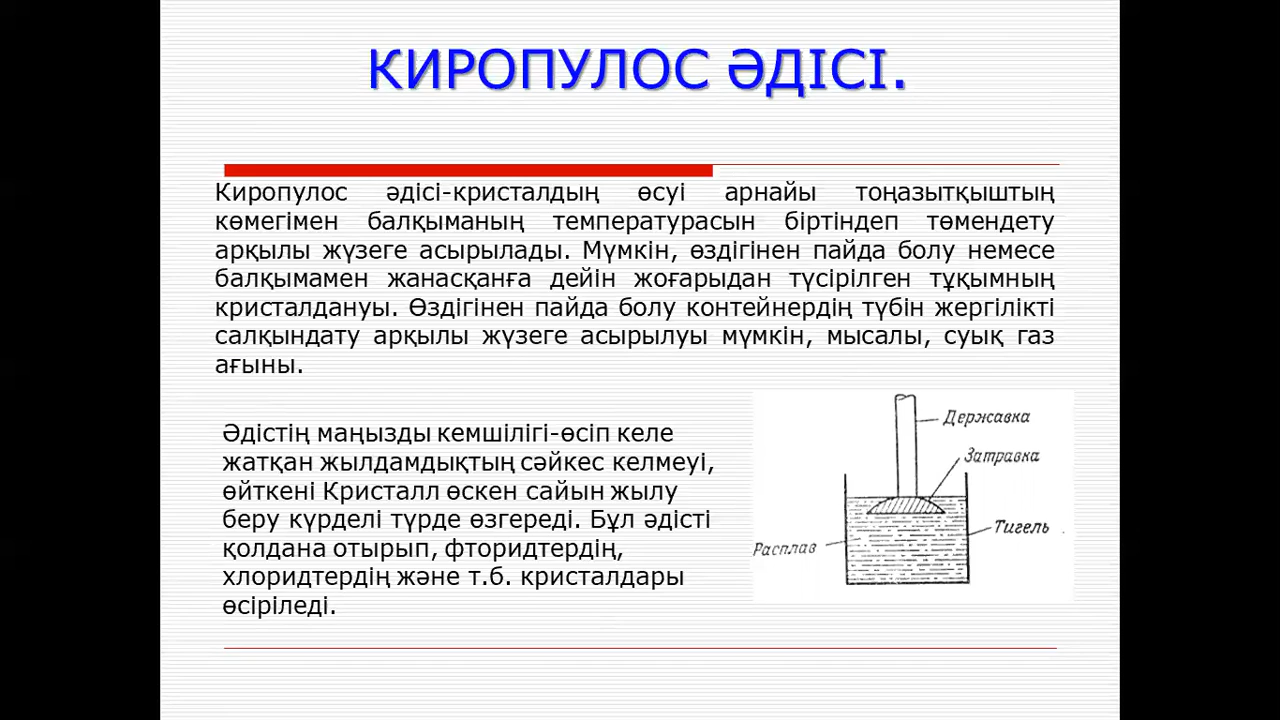 КИРОПУЛОС ӘДІСІ.
Киропулос әдісі-кристалдың өсуі арнайы тоңазытқыштың
көмегімен балқыманың температурасын біртіндеп төмендету
арқылы жүзеге асырылады. Мүмкін, өздігінен пайда болу немесе
балқымамен жанасқанға дейін жоғарыдан түсірілген тұқымның
кристалдануы. Өздігінен пайда болу контейнердің түбін жергілікті
салқындату арқылы жүзеге асырылуы мүмкін, мысалы, суық газ
ағыны.
Әдістің маңызды кемшілігі-өсіп келе
жатқан жылдамдықтың сәйкес келмеуі,
өйткені Кристалл өскен сайын жылу
беру күрделі түрде өзгереді. Бұл әдісті
қолдана отырып, фторидтердің,
хлоридтердің және т.б. кристалдары
өсіріледі.
Державка
Затравка
Тигель
Расплав